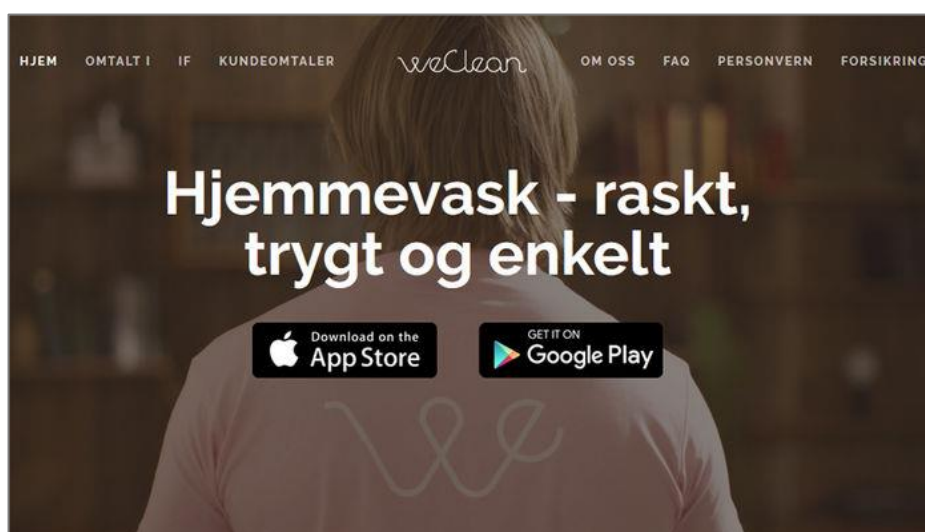 HJEM OMTALT I IF KUNDEOMTALER weClean OM OSS FAQ PERSONVERN FORSIKRING
Hjemmevask - raskt,
trygt og enkelt
Download on the
App Store
GET IT ON
Google Play
we